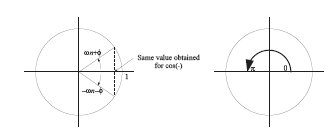 ωn+ϕ
Same value obtained
for cos(·)
-ωn-ϕ
1
π
0